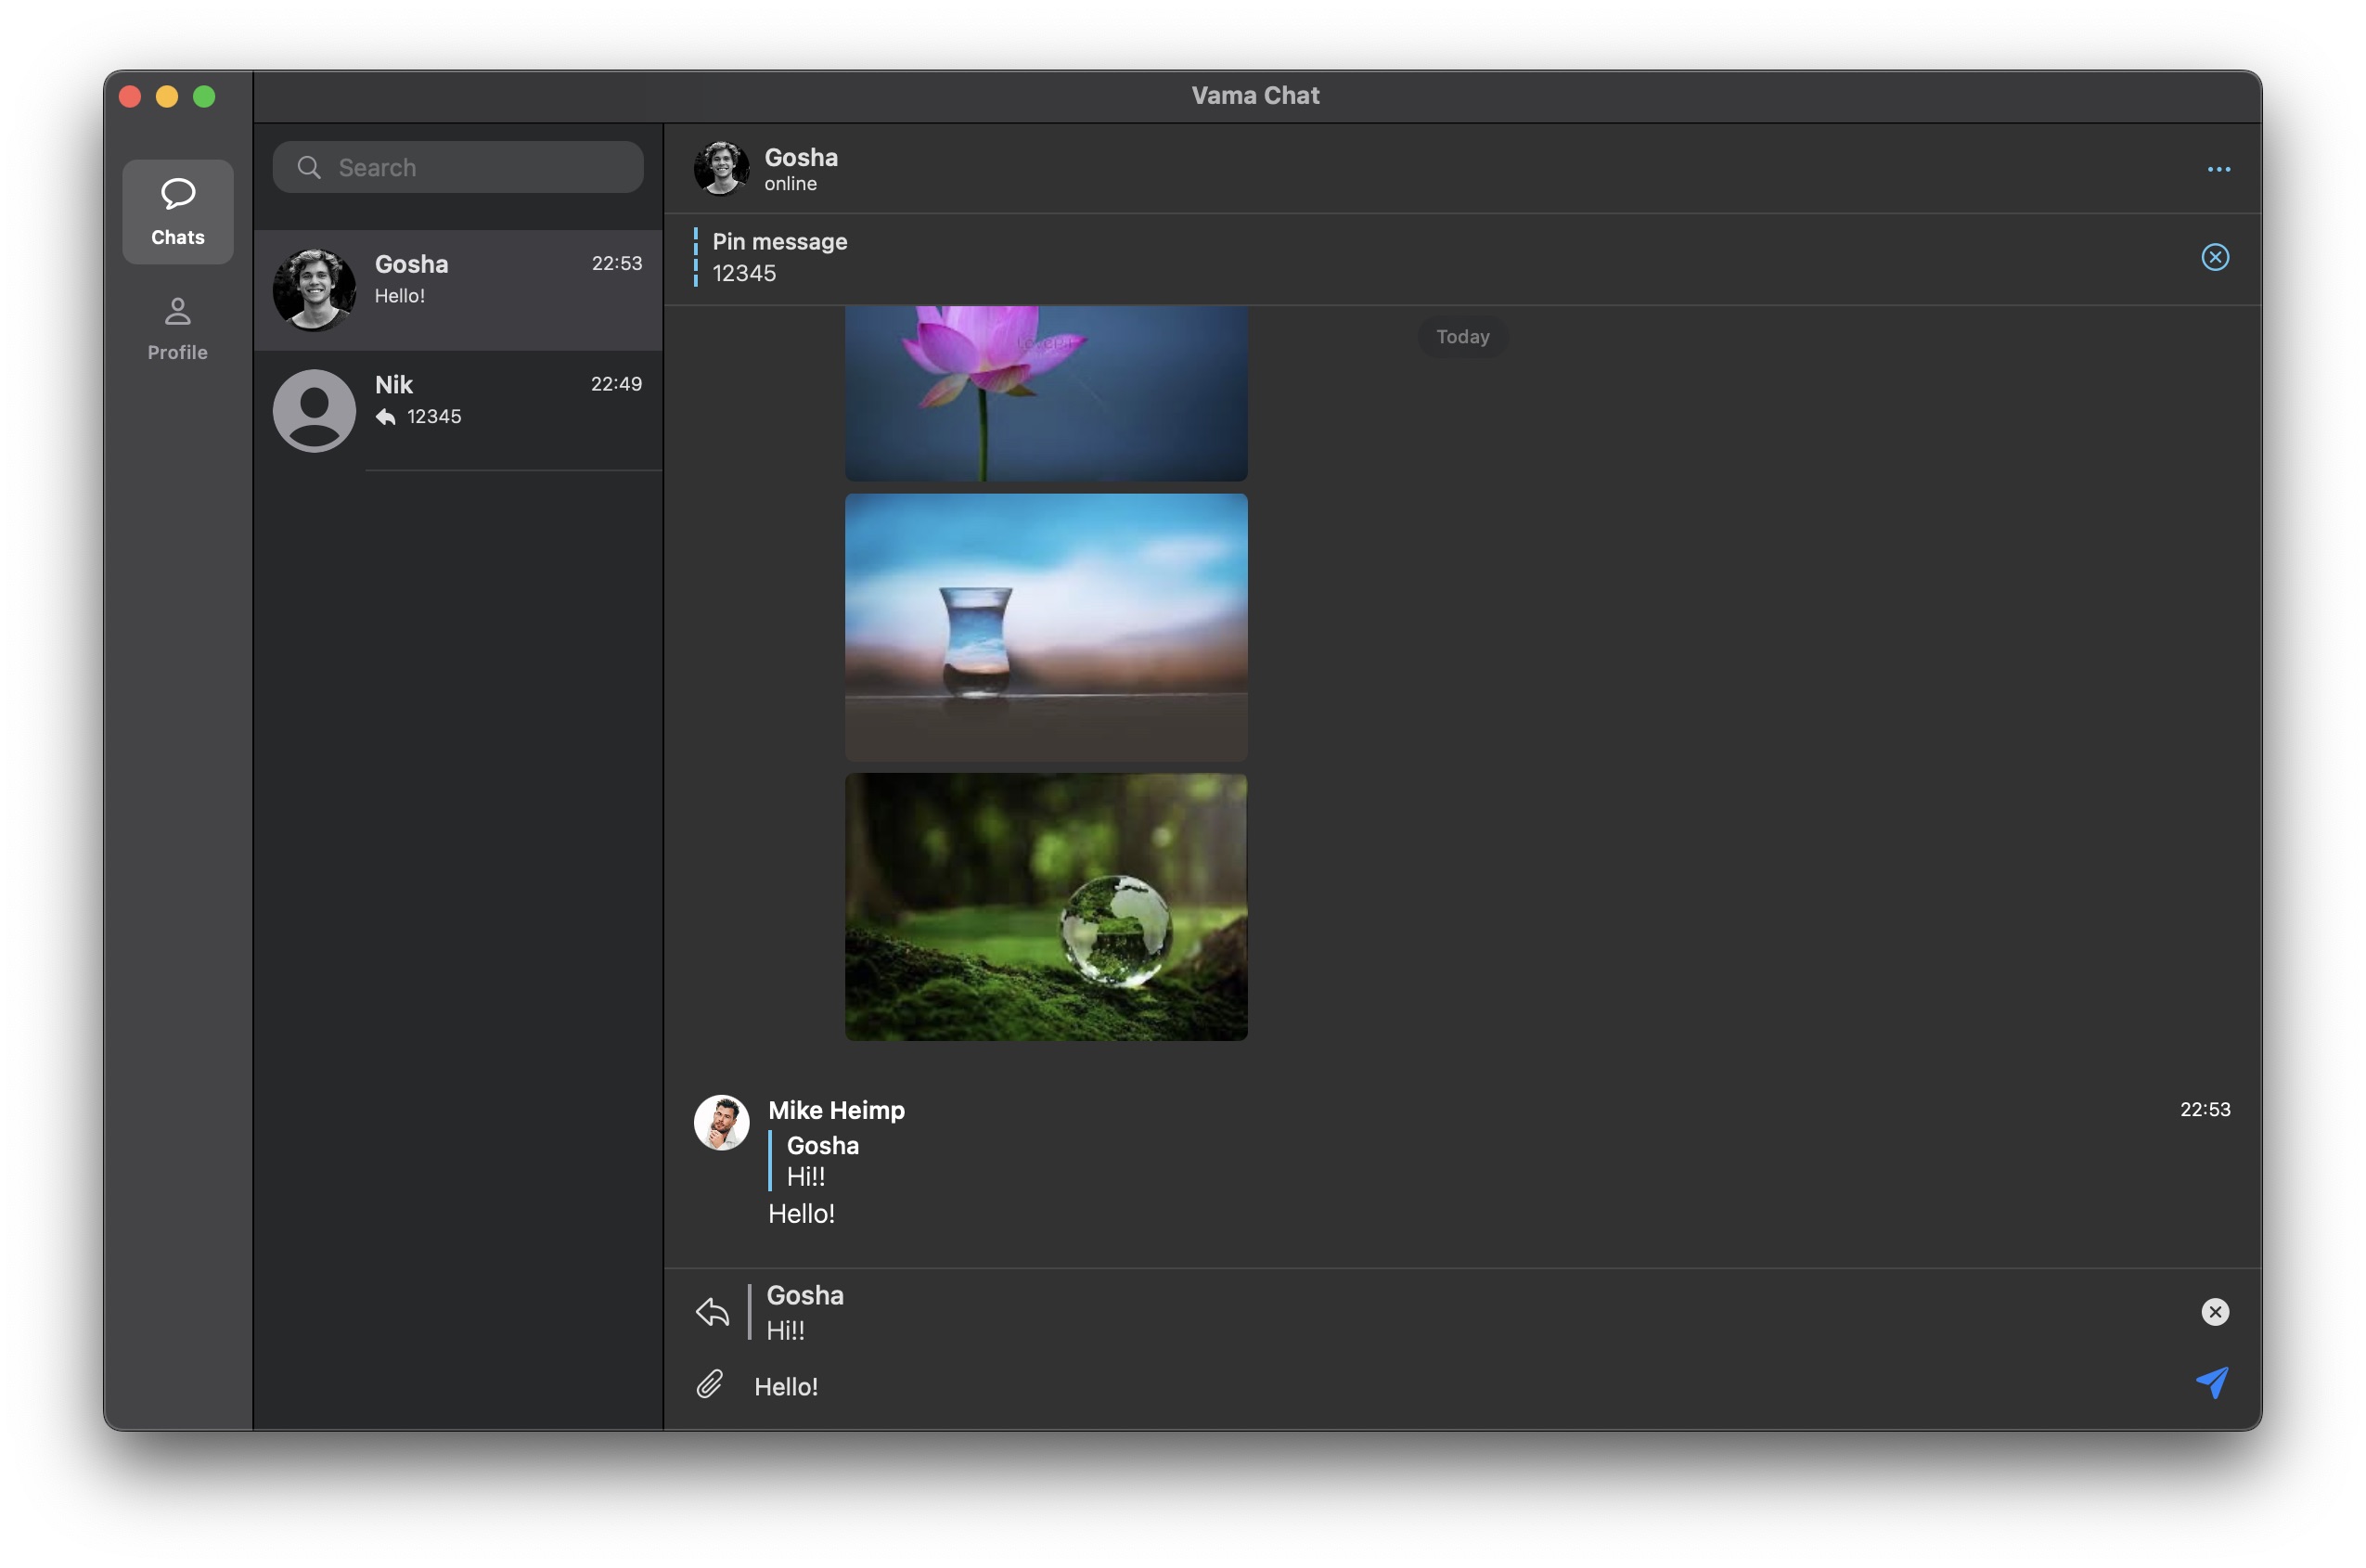 Vama Chat
Chats
Profile
Search
Gosha
22:53
Hello!
Nik
22:49
12345
Gosha
online
Pin message
12345
Today
Mike Heimp
22:53
Gosha
Hi!!
Hello!
Gosha
Hi!!
Hello!